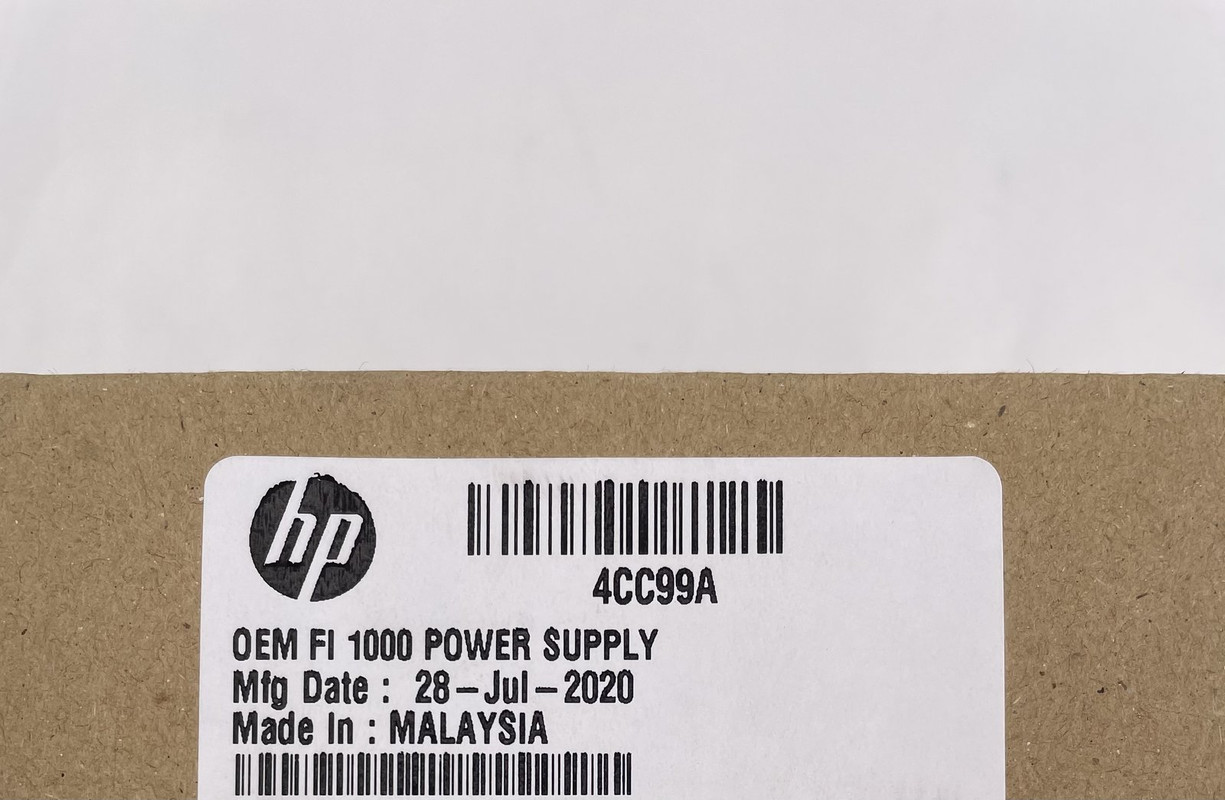 hp
4CC99A
OEM FI 1000 POWER SUPPLY
Mfg Date : 28-Jul-2020
Made In : MALAYSIA